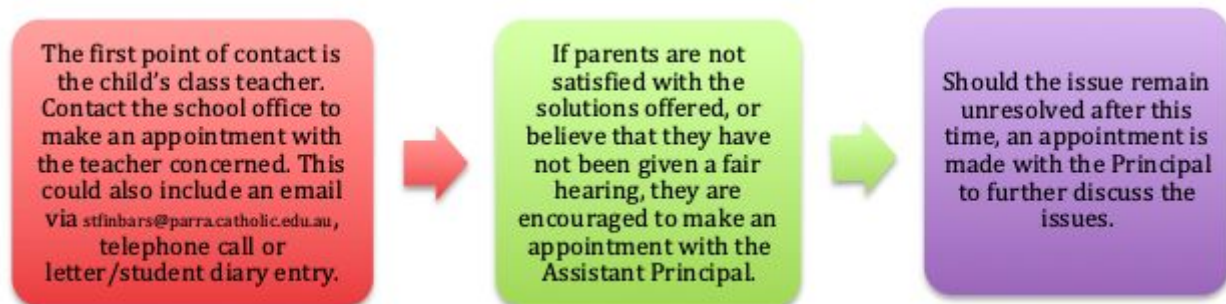 The first point of contact is
the child's class teacher.
Contact the school office to
make an appointment with
the teacher concerned. This
could also include an email
via stfinbars@parra.catholic.edu.au,
telephone call or
letter/student diary entry.
If parents are not
satisfied with the
solutions offered, or
believe that they have
not been given a fair
hearing, they are
encouraged to make an
appointment with the
Assistant Principal.
Should the issue remain
unresolved after this
time, an appointment is
made with the Principal
to further discuss the
issues.